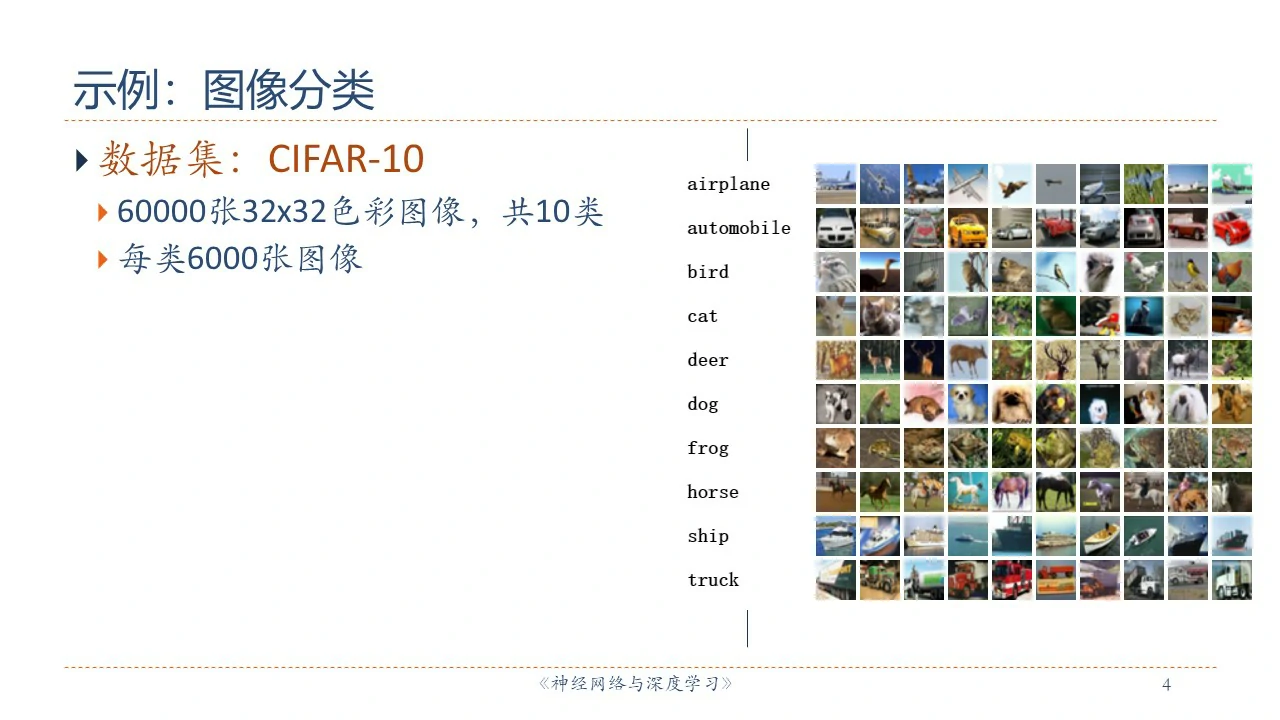 示例：图像分类
数据集：CIFAR-10
60000张32x32色彩图像，共10类
每类6000张图像
airplane
automobile
bird
cat
deer
dog
frog
horse
ship
truck
《神经网络与深度学习》
4